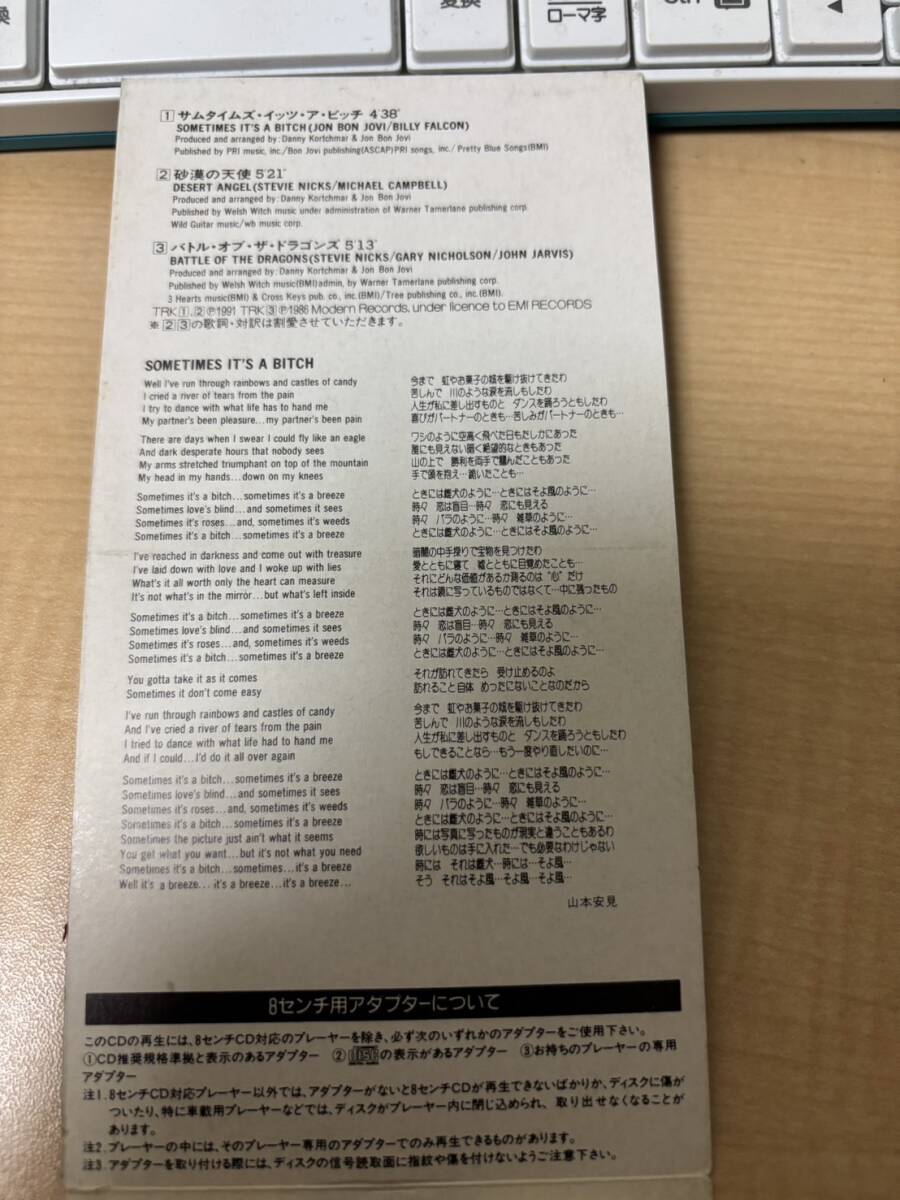 変換
ローマ字
1 サムタイムズ・イッツ・ア・ビッチ 4'38"
SOMETIMES IT'S A BITCH (JON BON JOVI/BILLY FALCON)
Produced and arranged by: Danny Kortchmar & Jon Bon Jovi
Published by PRI music, inc./Bon Jovi publishing(ASCAP)PRI songs, inc./ Pretty Blue Songs(BMI)
2 砂漠の天使 5'21"
DESERT ANGEL (STEVIE NICKS/MICHAEL CAMPBELL)
Produced and arranged by: Danny Kortchmar & Jon Bon Jovi
Published by Welsh Witch music under administration of Warner Tamerlane publishing corp.
Wild Guitar music/wb music corp.
3 バトル・オブ・ザ・ドラゴンズ 5'13"
BATTLE OF THE DRAGONS (STEVIE NICKS/GARY NICHOLSON/JOHN JARVIS)
Produced and arranged by: Danny Kortchmar & Jon Bon Jovi
Published by Welsh Witch music(BMI)admin, by Warner Tamerlane publishing corp.
3 Hearts music(BMI) & Cross Keys pub. co., inc.(BMI)/Tree publishing co., inc.(BMI).
TRK1.2℗1991 TRK3℗1986 Modern Records, under licence to EMI RECORDS
※23の歌詞・対訳は割愛させていただきます。
SOMETIMES IT'S A BITCH
Well I've run through rainbows and castles of candy
I cried a river of tears from the pain
I try to dance with what life has to hand me
My partner's been pleasure...my partner's been pain
There are days when I swear I could fly like an eagle
And dark desperate hours that nobody sees
My arms stretched triumphant on top of the mountain
My head in my hands...down on my knees
Sometimes it's a bitch...sometimes it's a breeze
Sometimes love's blind...and sometimes it sees
Sometimes it's roses...and, sometimes it's weeds
Sometimes it's a bitch...sometimes it's a breeze
I've reached in darkness and come out with treasure
I've laid down with love and I woke up with lies
What's it all worth only the heart can measure
It's not what's in the mirror...but what's left inside
Sometimes it's a bitch...sometimes it's a breeze
Sometimes love's blind...and sometimes it sees
Sometimes it's roses...and, sometimes it's weeds
Sometimes it's a bitch...sometimes it's a breeze
You gotta take it as it comes
Sometimes it don't come easy
I've run through rainbows and castles of candy
And I've cried a river of tears from the pain
I tried to dance with what life had to hand me
And if I could...I'd do it all over again
Sometimes it's a bitch...sometimes it's a breeze
Sometimes love's blind...and sometimes it sees
Sometimes it's roses...and, sometimes it's weeds
Sometimes it's a bitch...sometimes it's a breeze
Sometimes the picture just ain't what it seems
You get what you want...but it's not what you need
Sometimes it's a bitch...sometimes...it's a breeze
Well it's a breeze...it's a breeze...it's a breeze...
今まで 虹やお菓子の城を駆け抜けてきたわ
苦しんで 川のような涙を流しもしたわ
人生が私に差し出すものと ダンスを踊ろうともしたわ
喜びがパートナーのときも…苦しみがパートナーのときも…
ワシのように空高く飛べた日もたしかにあった
誰にも見えない暗く絶望的なときもあった
山の上で 勝利を両手で掴んだこともあった
手で頭を抱え…跪いたことも…
ときには雌犬のように…ときにはそよ風のように…
時々 恋は盲目…時々 恋にも見える
時々 バラのように…時々 雑草のように…
ときには雌犬のように…ときにはそよ風のように…
暗闇の中手探りで宝物を見つけたわ
愛とともに寝て 嘘とともに目覚めたことも…
それにどんな価値があるか測るのは“心”だけ
それは鏡に写っているものではなくて…中に残ったもの
ときには雌犬のように…ときにはそよ風のように…
時々 恋は盲目…時々 恋にも見える
時々 バラのように…時々 雑草のように…
ときには雌犬のように…ときにはそよ風のように…
それが訪れてきたら 受け止めるのよ
訪れること自体 めったにないことなのだから
今まで 虹やお菓子の城を駆け抜けてきたわ
苦しんで 川のような涙を流しもしたわ
人生が私に差し出すものと ダンスを踊ろうともしたわ
もしできることなら…もう一度やり直したいのに…
ときには雌犬のように…ときにはそよ風のように…
時々 恋は盲目…時々 恋にも見える
時々 バラのように…時々 雑草のように…
ときには雌犬のように…ときにはそよ風のように…
時には写真に写ったものが現実と違うこともあるわ
欲しいものは手に入れた…でも必要なわけじゃない
時には それは雌犬…時には…そよ風…
そう それはそよ風…そよ風…そよ風…
山本安見
8センチ用アダプターについて
このCDの再生には、8センチCD対応のプレーヤーを除き、必ず次のいずれかのアダプターをご使用下さい。
①CD推奨規格準拠と表示のあるアダプター ②の表示があるアダプター ③お持ちのプレーヤーの専用
アダプター
注1.8センチCD対応プレーヤー以外では、アダプターがないと8センチCDが再生できないばかりか、ディスクに傷が
ついたり、特に車載用プレーヤーなどでは、ディスクがプレーヤー内に閉じ込められ、取り出せなくなることが
あります。
注2.プレーヤーの中には、そのプレーヤー専用のアダプターでのみ再生できるものがあります。
注3.アダプターを取り付ける際には、ディスクの信号読取面に指紋や傷を付けないようご注意下さい。